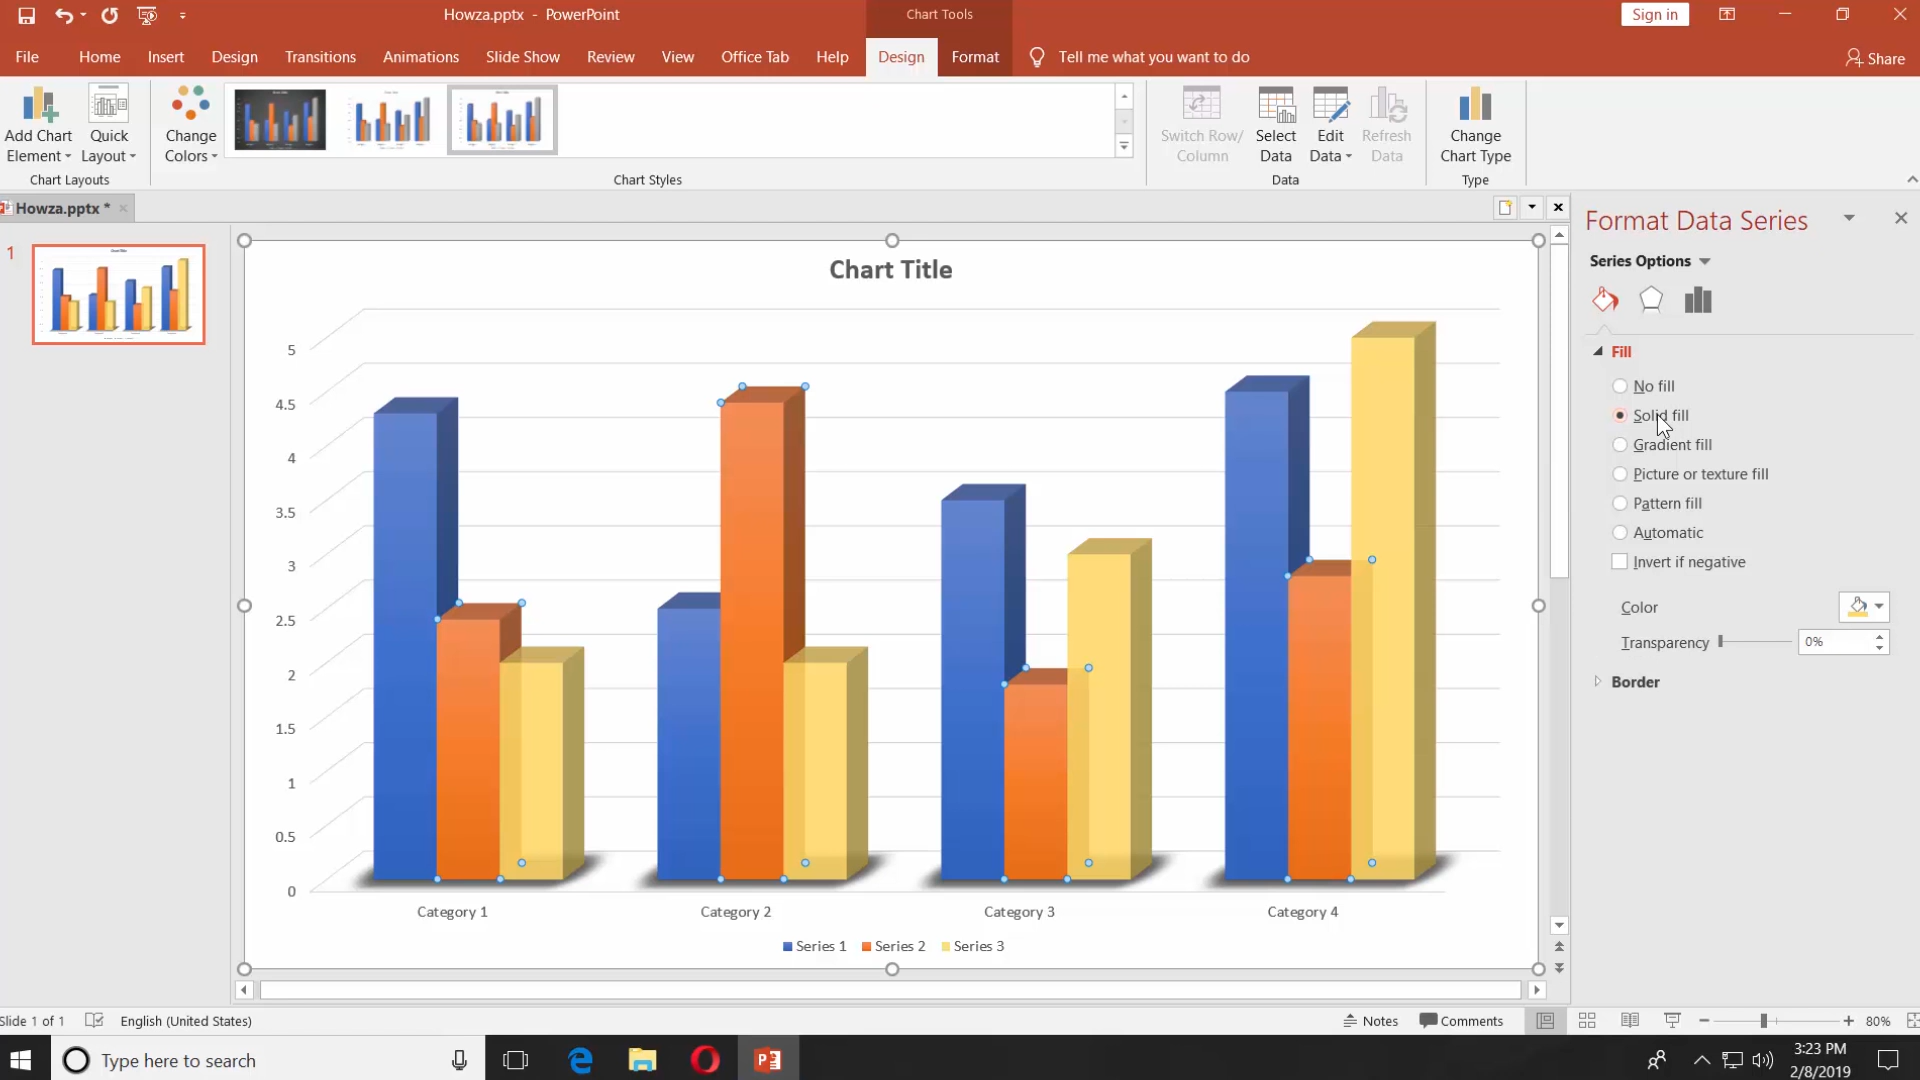 Howza.pptx - PowerPoint
Chart Tools
Sign in
File Home Insert Design Transitions Animations Slide Show Review View Office Tab Help Design Format Tell me what you want to do Share
Add Chart Element
Quick Layout
Change Colors
Switch Row/ Column
Select Data
Edit Data
Refresh Data
Change Chart Type
Chart Layouts Chart Styles Data Type
Howza.pptx *
1
Chart Title
5
4.5
4
3.5
3
2.5
2
1.5
1
0.5
0
Category 1 Category 2 Category 3 Category 4
Series 1 Series 2 Series 3
Format Data Series
Series Options
Fill
No fill
Solid fill
Gradient fill
Picture or texture fill
Pattern fill
Automatic
Invert if negative
Color
Transparency 0%
Border
Slide 1 of 1 English (United States) Notes Comments 80%
Type here to search
3:23 PM
2/8/2019